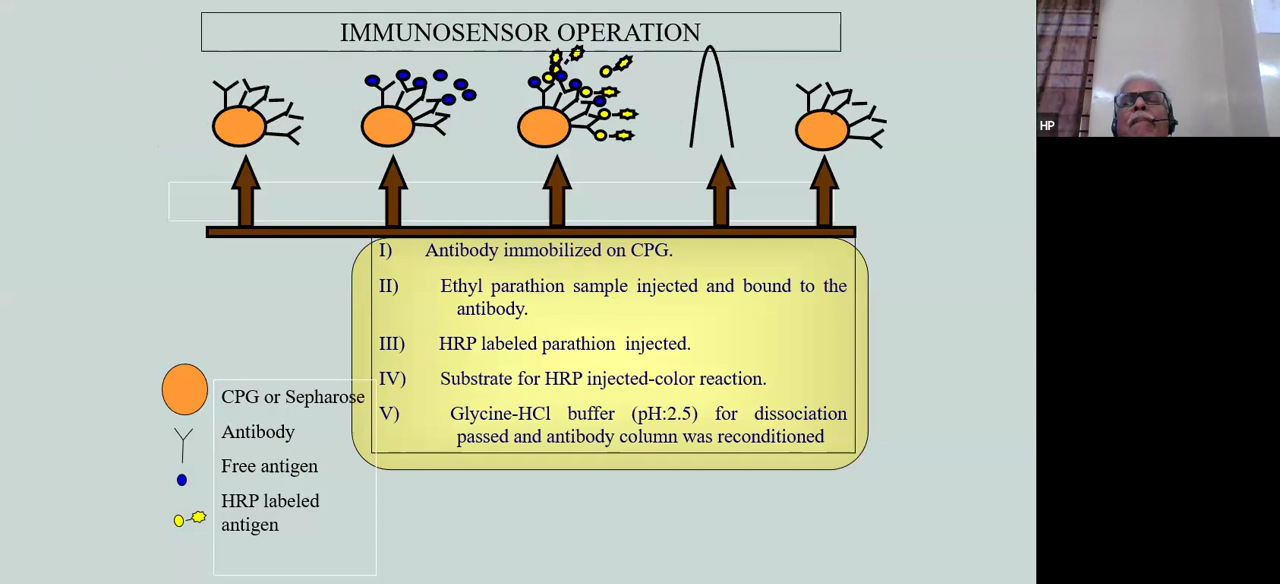 IMMUNOSENSOR OPERATION
HP
I) Antibody immobilized on CPG.
II) Ethyl parathion sample injected and bound to the
antibody.
III) HRP labeled parathion injected.
IV) Substrate for HRP injected-color reaction.
V) Glycine-HCl buffer (pH:2.5) for dissociation
passed and antibody column was reconditioned
CPG or Sepharose
Antibody
Free antigen
HRP labeled
antigen